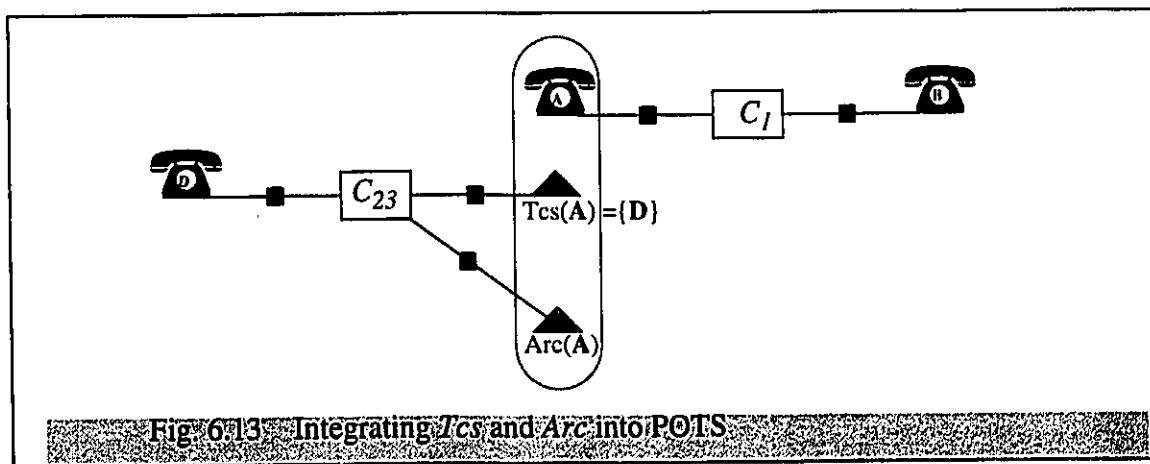 A
C1
B
D
C23
Tcs(A) ={D}
Arc(A)
Fig. 6.13 Integrating Tcs and Arc into POTS